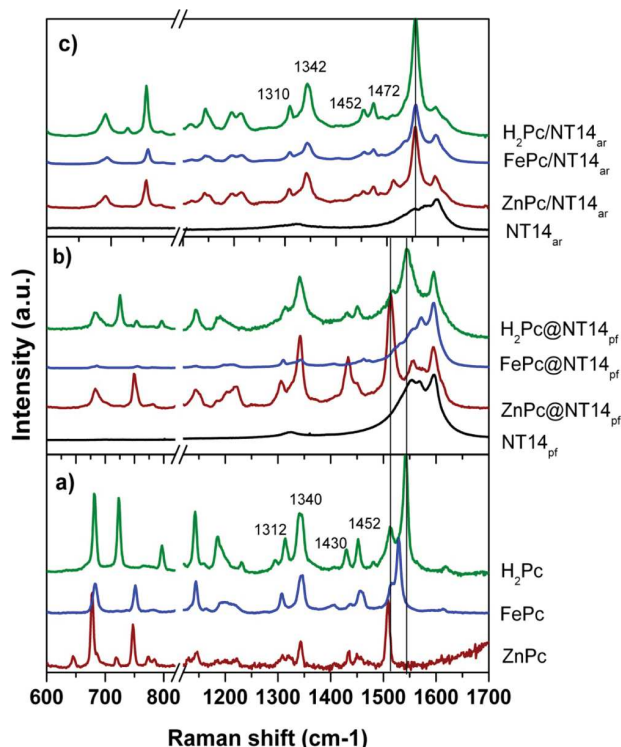 c)
1342
1310
1472
1452
H2Pc/NT14ar
FePc/NT14ar
ZnPc/NT14ar
NT14ar
b)
H2Pc@NT14pf
FePc@NT14pf
ZnPc@NT14pf
NT14pf
Intensity (a.u.)
a)
1340
1312
1452
1430
H2Pc
FePc
ZnPc
600 700 800 1200 1300 1400 1500 1600 1700
Raman shift (cm-1)